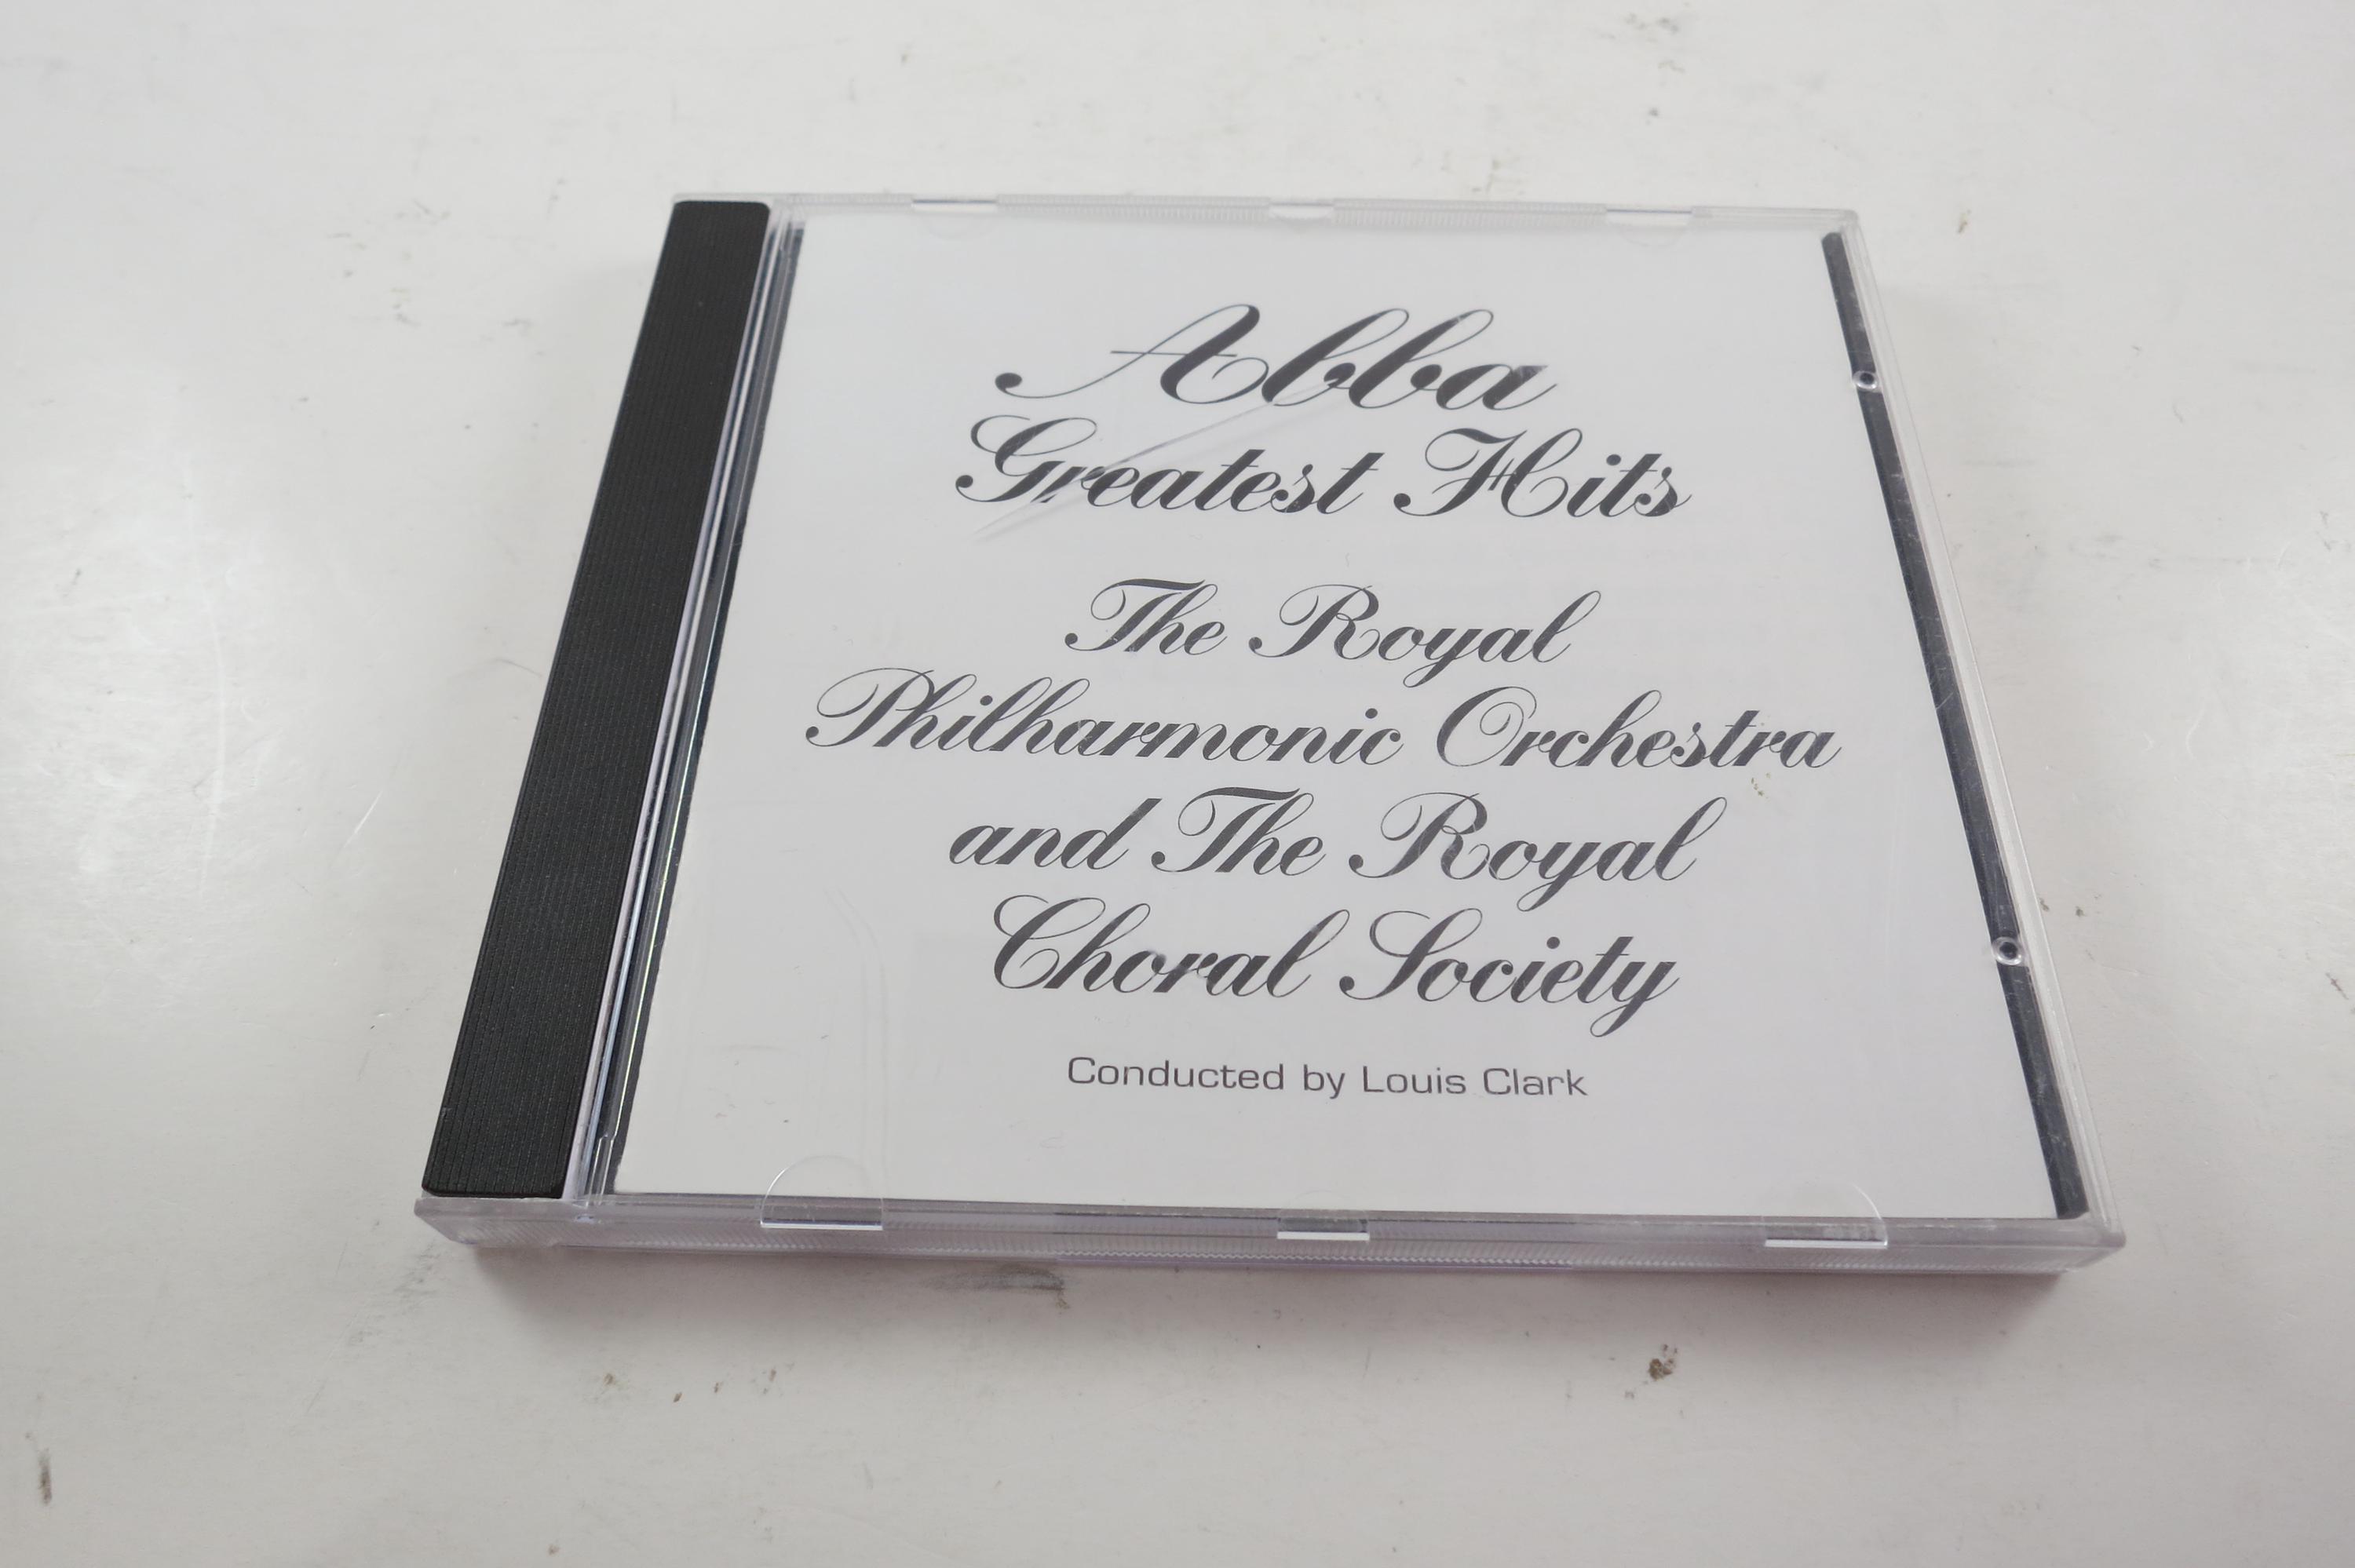 Abba
Greatest Hits
The Royal
Philharmonic Orchestra
and The Royal
Choral Society
Conducted by Louis Clark